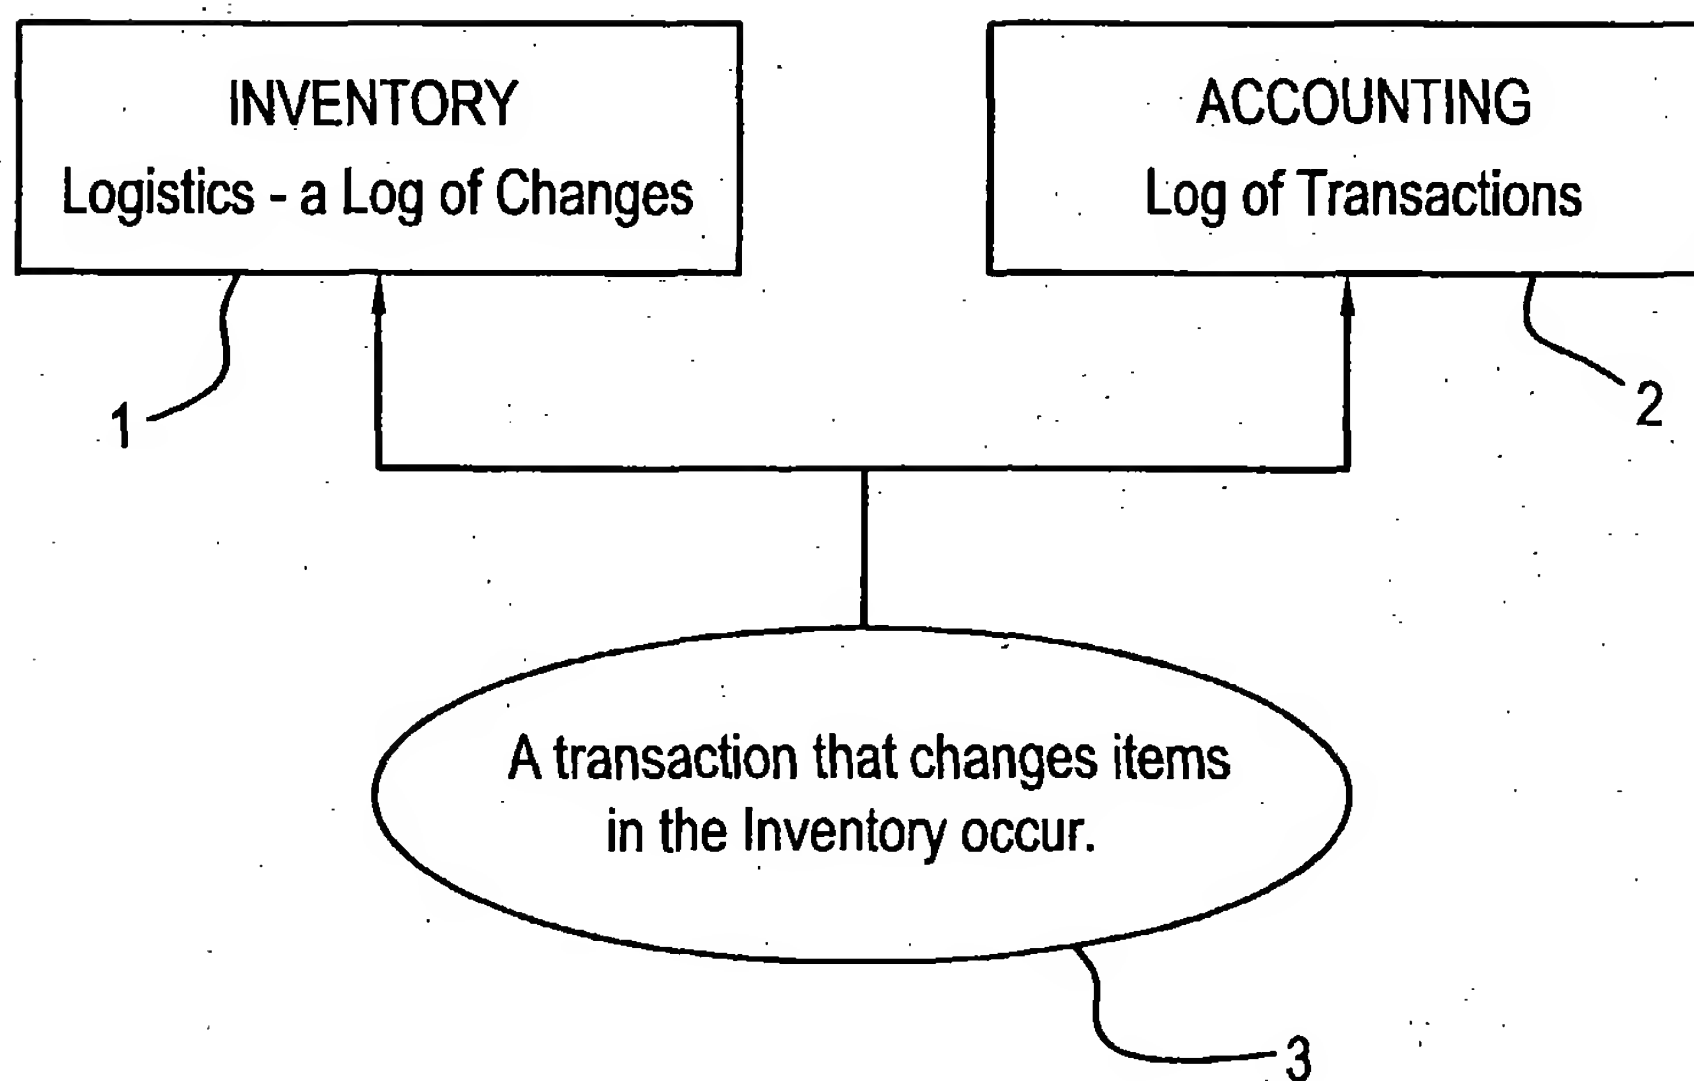 INVENTORY
Logistics - a Log of Changes
ACCOUNTING
Log of Transactions
1
2
A transaction that changes items
in the Inventory occur.
3